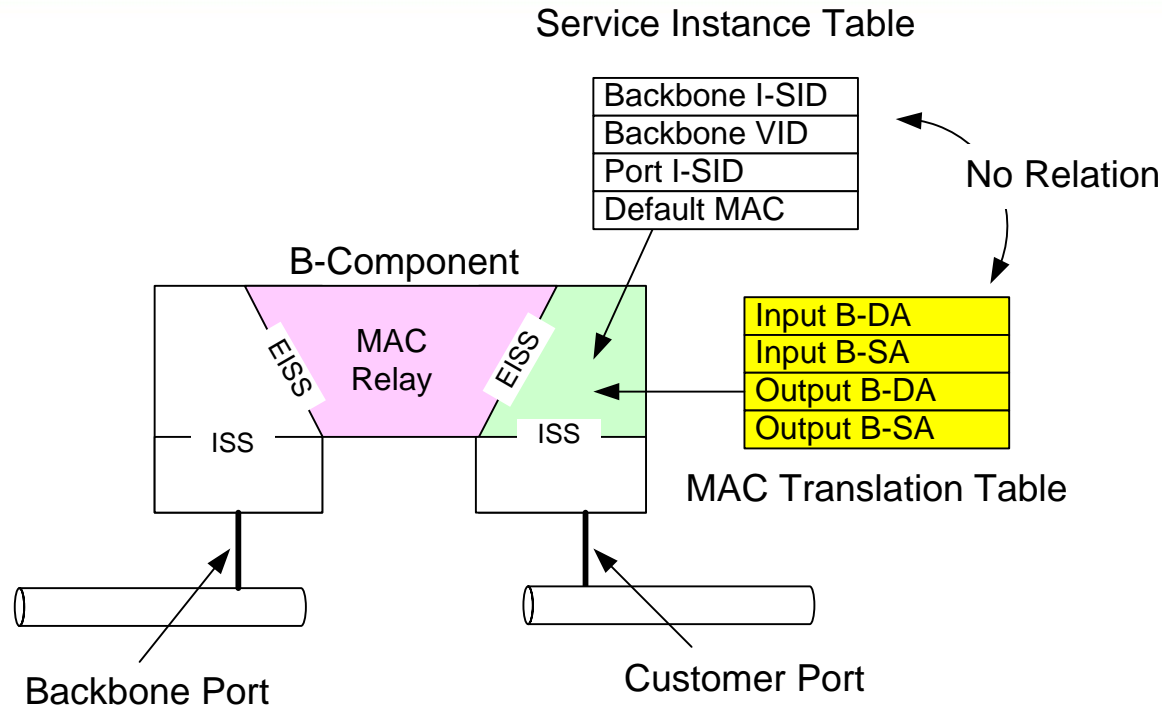 Service Instance Table
Backbone I-SID
Backbone VID
Port I-SID
Default MAC
No Relation
B-Component
Input B-DA
Input B-SA
Output B-DA
Output B-SA
MAC Translation Table
EISS
MAC
Relay
EISS
ISS
ISS
Backbone Port
Customer Port